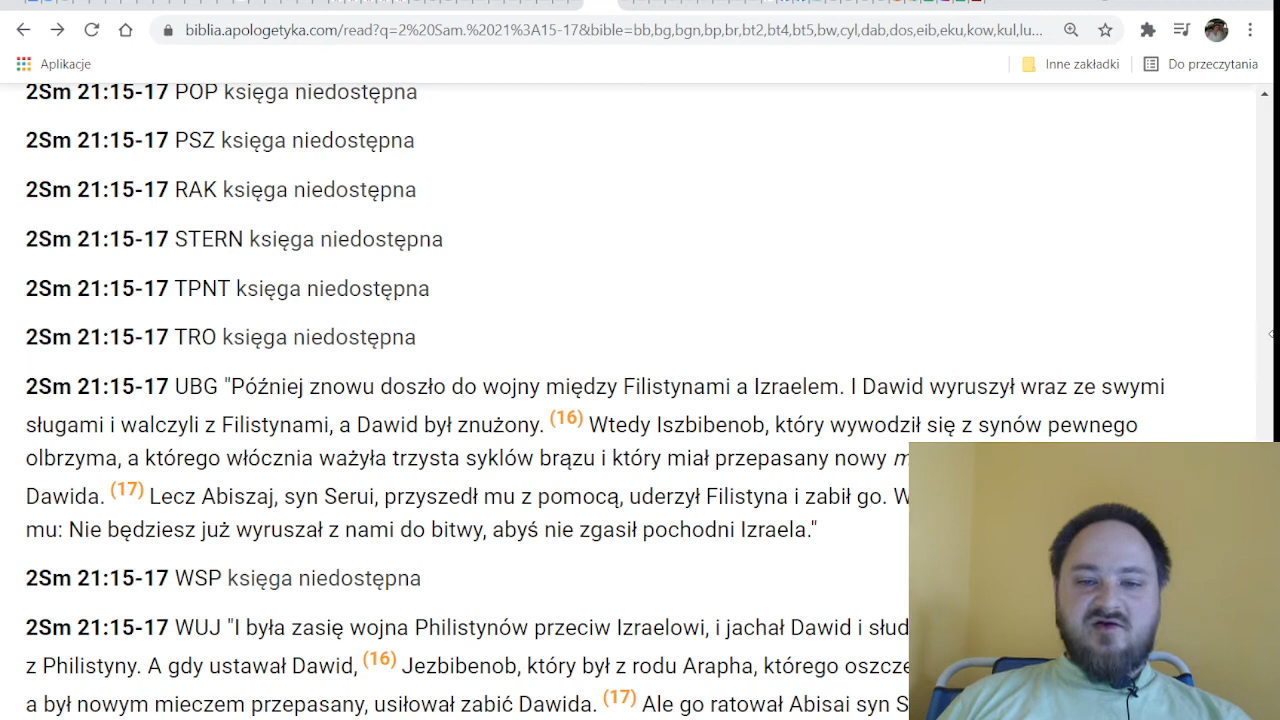 biblia.apologetyka.com/read?q=2%20Sam.%2021%3A15-17&bible=bb,bg,bgn,bp,br,bt2,bt4,bt5,bw,cyl,dab,dos,eib,eku,kow,kul,lu...
Aplikacje
Inne zakładki
Do przeczytania
2Sm 21:15-17 POP księga niedostępna
2Sm 21:15-17 PSZ księga niedostępna
2Sm 21:15-17 RAK księga niedostępna
2Sm 21:15-17 STERN księga niedostępna
2Sm 21:15-17 TPNT księga niedostępna
2Sm 21:15-17 TRO księga niedostępna
2Sm 21:15-17 UBG "Później znowu doszło do wojny między Filistynami a Izraelem. I Dawid wyruszył wraz ze swymi
sługami i walczyli z Filistynami, a Dawid był znużony. (16) Wtedy Iszbibenob, który wywodził się z synów pewnego
olbrzyma, a którego włócznia ważyła trzysta syklów brązu i który miał przepasany nowy
Dawida. (17) Lecz Abiszaj, syn Serui, przyszedł mu z pomocą, uderzył Filistyna i zabił go. W
mu: Nie będziesz już wyruszał z nami do bitwy, abyś nie zgasił pochodni Izraela."
2Sm 21:15-17 WSP księga niedostępna
2Sm 21:15-17 WUJ "I była zasię wojna Philistynów przeciw Izraelowi, i jachał Dawid i słud
z Philistyny. A gdy ustawał Dawid, (16) Jezbibenob, który był z rodu Arapha, którego oszcze
a był nowym mieczem przepasany, usiłował zabić Dawida. (17) Ale go ratował Abisai syn S